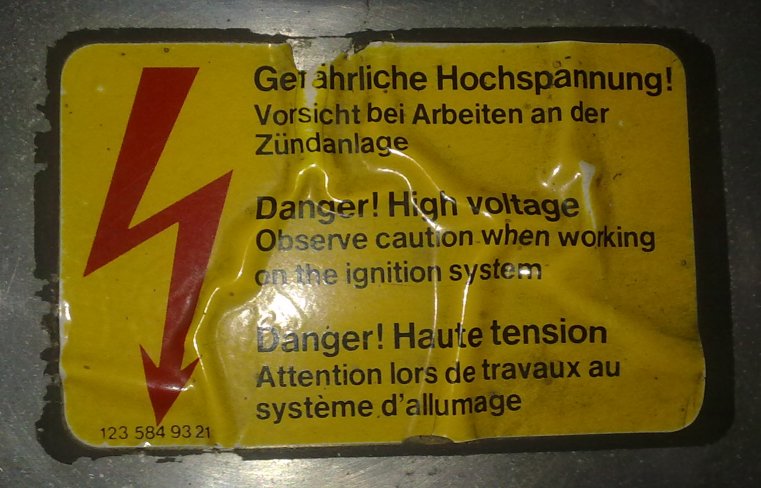 Gefährliche Hochspannung!
Vorsicht bei Arbeiten an der
Zündanlage
Danger! High voltage
Observe caution when working
on the ignition system
Danger! Haute tension
Attention lors de travaux au
système d'allumage
123 584 93 21